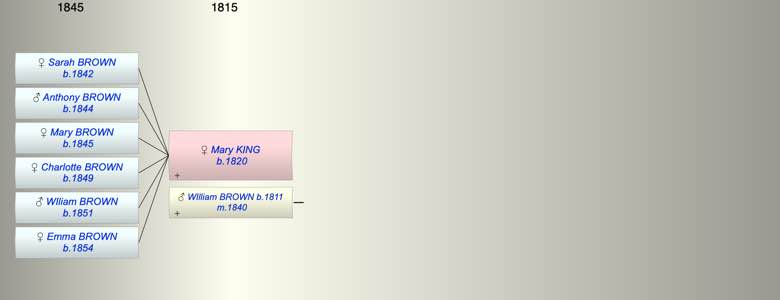 1845 1815
♀ Sarah BROWN
b.1842
♂ Anthony BROWN
b.1844
♀ Mary BROWN
b.1845
♀ Charlotte BROWN
b.1849
♂ WIliam BROWN
b.1851
♀ Emma BROWN
b.1854
♀ Mary KING
b.1820
+
♂ WIlliam BROWN b.1811
m.1840
+